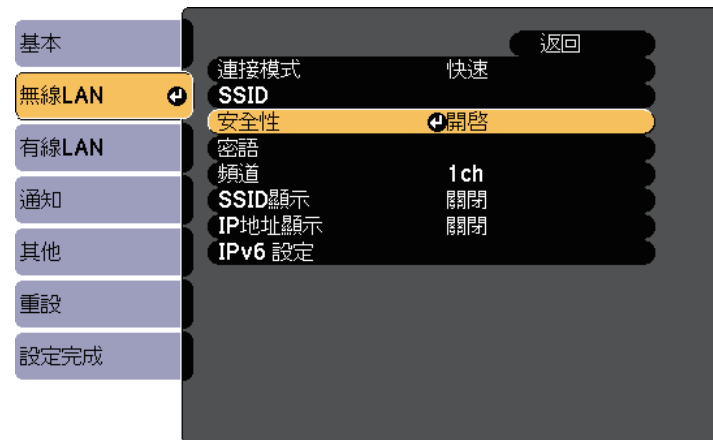 基本
無線LAN
有線LAN
通知
其他
重設
設定完成
返回
連接模式 快速
SSID
安全性 開啓
密語
頻道 1ch
SSID顯示 關閉
IP地址顯示 關閉
IPv6 設定